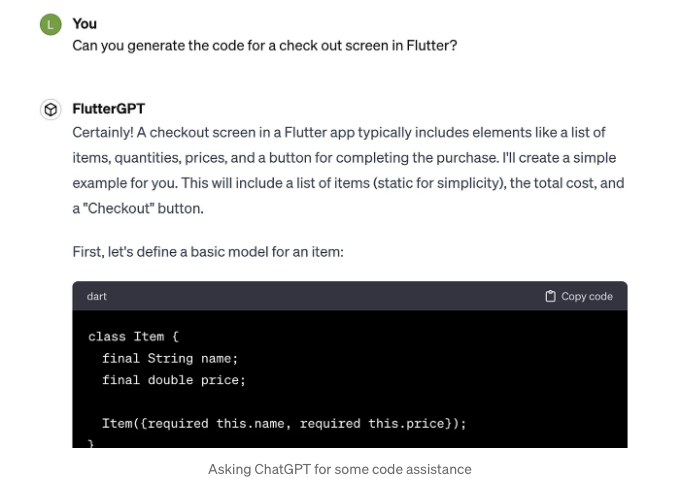 L
You
Can you generate the code for a check out screen in Flutter?
FlutterGPT
Certainly! A checkout screen in a Flutter app typically includes elements like a list of
items, quantities, prices, and a button for completing the purchase. I'll create a simple
example for you. This will include a list of items (static for simplicity), the total cost, and
a "Checkout" button.
First, let's define a basic model for an item:
dart
Copy code
class Item {
  final String name;
  final double price;
  Item({required this.name, required this.price});
}
Asking ChatGPT for some code assistance